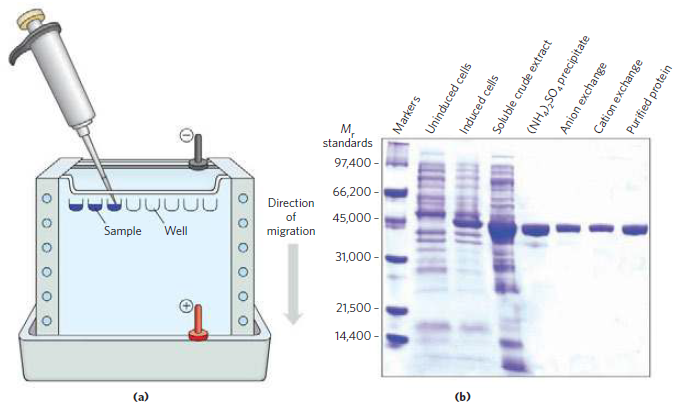 Sample
Well
Direction
of
migration
(a)
Mr
standards
97,400
66,200
45,000
31,000
21,500
14,400
Markers
Uninduced cells
Induced cells
Soluble crude extract
(NH4)2SO4 precipitate
Anion exchange
Cation exchange
Purified protein
(b)